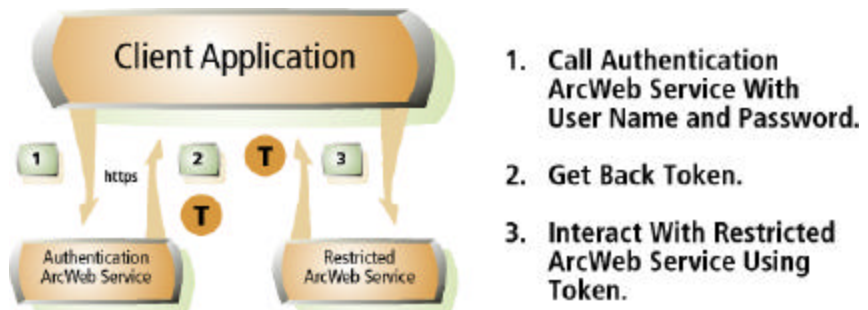 Client Application
1
https
2
T
T
3
Authentication
ArcWeb Service
Restricted
ArcWeb Service
1. Call Authentication
ArcWeb Service With
User Name and Password.
2. Get Back Token.
3. Interact With Restricted
ArcWeb Service Using
Token.